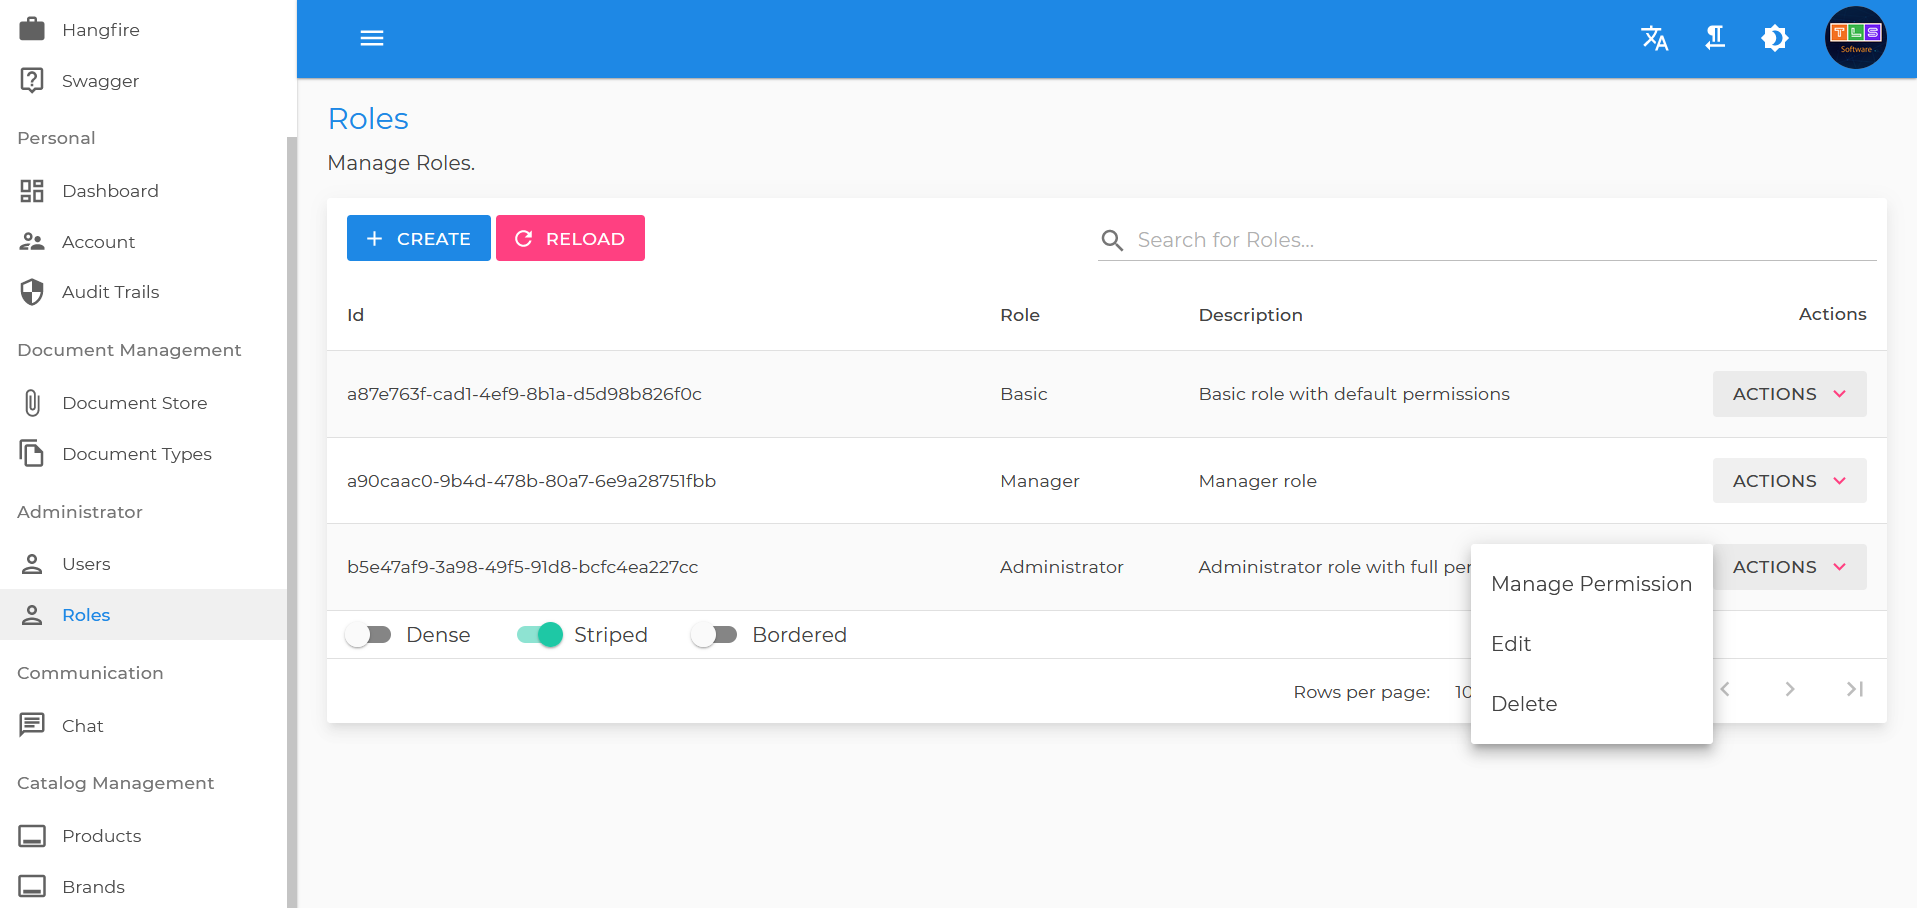 Hangfire
Swagger
Personal
Dashboard
Account
Audit Trails
Document Management
Document Store
Document Types
Administrator
Users
Roles
Communication
Chat
Catalog Management
Products
Brands
TLS
Software
Roles
Manage Roles.
CREATE RELOAD Search for Roles...
Id Role Description Actions
a87e763f-cad1-4ef9-8b1a-d5d98b826f0c Basic Basic role with default permissions ACTIONS
a90caac0-9b4d-478b-80a7-6e9a28751fbb Manager Manager role ACTIONS
b5e47af9-3a98-49f5-91d8-bcfc4ea227cc Administrator Administrator role with full per ACTIONS
Manage Permission
Edit
Delete
Dense Striped Bordered
Rows per page: 10